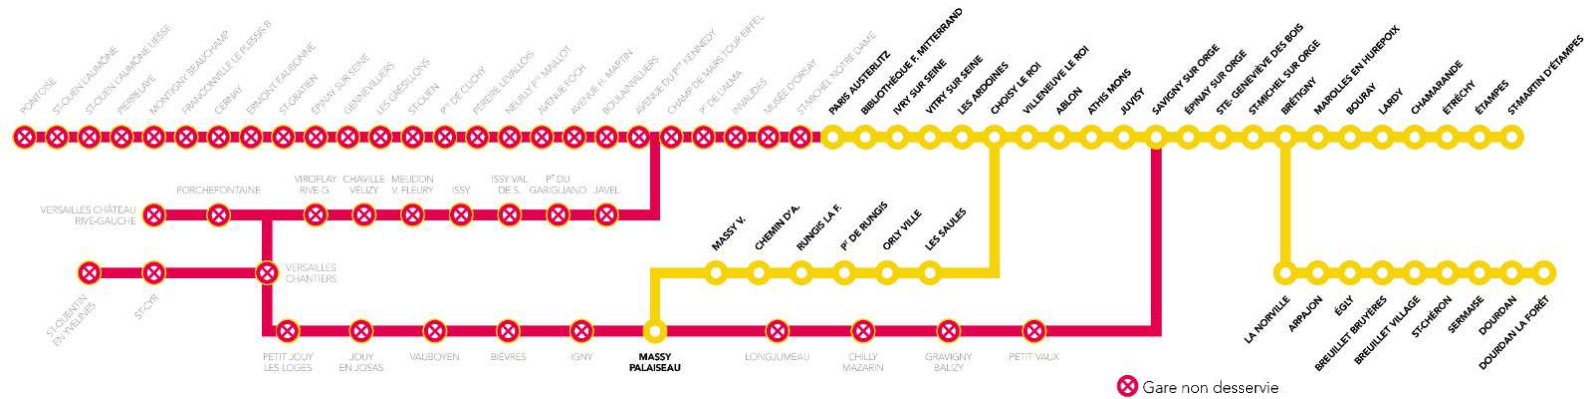 PONTOISE
ST-OUEN L'AUMÔNE
ST-OUEN L'AUMÔNE LIESSE
PIERRELAYE
MONTIGNY BEAUCHAMP
FRANCONVILLE LE PLESSIS B.
CERNAY
ERMONT EAUBONNE
ST-GRATIEN
ÉPINAY SUR SEINE
GENNEVILLIERS
LES GRÉSILLONS
ST-OUEN
PTE DE CLICHY
PEREIRE LEVALLOIS
NEUILLY PTE MAILLOT
AVENUE FOCH
AVENUE H. MARTIN
BOULAINVILLIERS
AVENUE DU PDT KENNEDY
CHAMP DE MARS TOUR EIFFEL
PT DE L'ALMA
INVALIDES
MUSÉE D'ORSAY
ST-MICHEL NOTRE DAME
PARIS AUSTERLITZ
BIBLIOTHÈQUE F. MITTERRAND
IVRY SUR SEINE
VITRY SUR SEINE
LES ARDOINES
CHOISY LE ROI
VILLENEUVE LE ROI
ABLON
ATHIS MONS
JUVISY
SAVIGNY SUR ORGE
ÉPINAY SUR ORGE
STE- GENEVIÈVE DES BOIS
ST-MICHEL SUR ORGE
BRÉTIGNY
MAROLLES EN HUREPOIX
BOURAY
LARDY
CHAMARANDE
ÉTRÉCHY
ÉTAMPES
ST-MARTIN D'ÉTAMPES
VERSAILLES CHÂTEAU
RIVE-GAUCHE
PORCHEFONTAINE
VIROFLAY
RIVE G.
CHAVILLE
VÉLIZY
MEUDON
V. FLEURY
ISSY
ISSY VAL
DE S.
PT DU
GARIGLIANO
JAVEL
MASSY V.
CHEMIN D'A.
RUNGIS LA F.
PT DE RUNGIS
ORLY VILLE
LES SAULES
ST-QUENTIN
EN YVELINES
ST-CYR
VERSAILLES
CHANTIERS
LA NORVILLE
ARPAJON
ÉGLY
BREUILLET BRUYÈRES
BREUILLET VILLAGE
ST-CHÉRON
SERMAISE
DOURDAN
DOURDAN LA FORÊT
PETIT JOUY
LES LOGES
JOUY
EN JOSAS
VAUBOYEN
BIÈVRES
IGNY
MASSY
PALAISEAU
LONGJUMEAU
CHILLY
MAZARIN
GRAVIGNY
BALIZY
PETIT VAUX
Gare non desservie